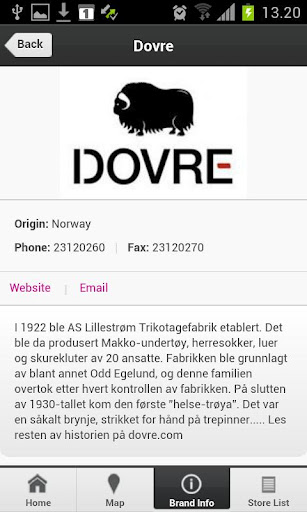 13.20
Back
Dovre
DOVRE
Origin: Norway
Phone: 23120260 | Fax: 23120270
Website | Email
I 1922 ble AS Lillestrøm Trikotagefabrik etablert. Det
ble da produsert Makko-undertøy, herresokker, luer
og skurekluter av 20 ansatte. Fabrikken ble grunnlagt
av blant annet Odd Egelund, og denne familien
overtok etter hvert kontrollen av fabrikken. På slutten
av 1930-tallet kom den første "helse-trøya". Det var
en såkalt brynje, strikket for hånd på trepinner..... Les
resten av historien på dovre.com
Home
Map
Brand Info
Store List